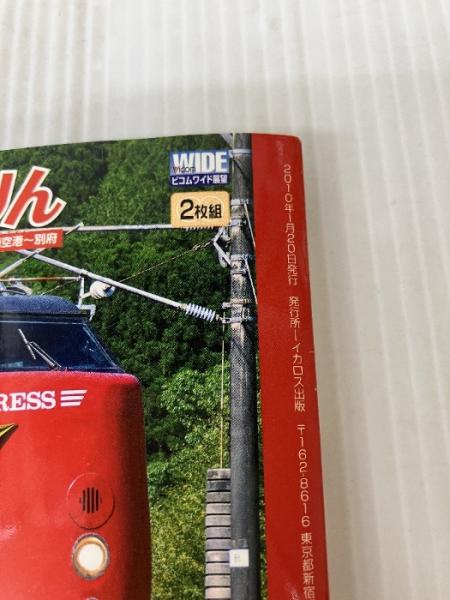 WIDE
Vicom
ビコムワイド展望
2枚組
りん
空港〜別府
RESS
2010年1月20日発行 発行所／イカロス出版 〒162-8616 東京都新宿